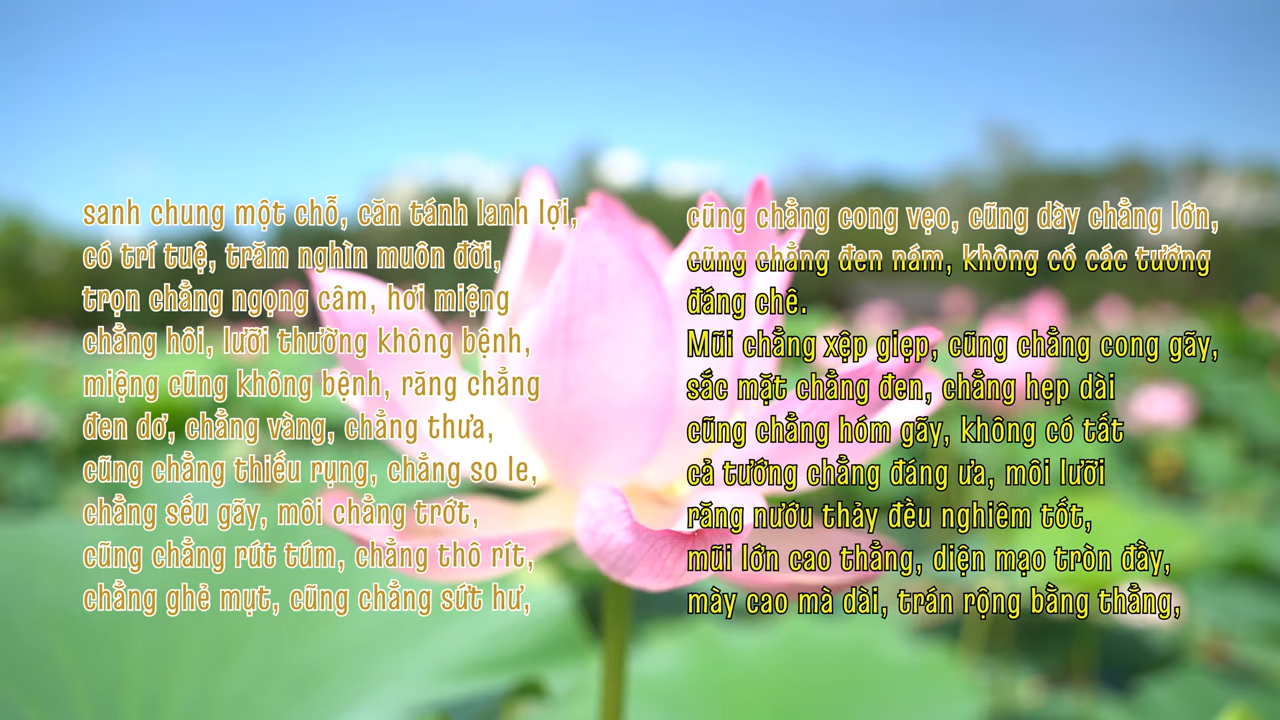 sanh chung một chỗ, căn tánh lanh lợi,
có trí tuệ, trăm nghìn muôn đời,
trọn chẳng ngọng câm, hơi miệng
chẳng hôi, lưỡi thường không bệnh,
miệng cũng không bệnh, răng chẳng
đen dơ, chẳng vàng, chẳng thưa,
cũng chẳng thiếu rụng, chẳng so le,
chẳng sếu gãy, môi chẳng trớt,
cũng chẳng rút túm, chẳng thô rít,
chẳng ghẻ mụt, cũng chẳng sứt hư,
cũng chẳng cong vẹo, cũng dày chẳng lớn,
cũng chẳng đen nám, không có các tướng
đáng chê.
Mũi chẳng xệp giẹp, cũng chẳng cong gãy,
sắc mặt chẳng đen, chẳng hẹp dài
cũng chẳng hóm gãy, không có tất
cả tướng chẳng đáng ưa, môi lưỡi
răng nướu thảy đều nghiêm tốt,
mũi lớn cao thẳng, diện mạo tròn đầy,
mày cao mà dài, trán rộng bằng thẳng,